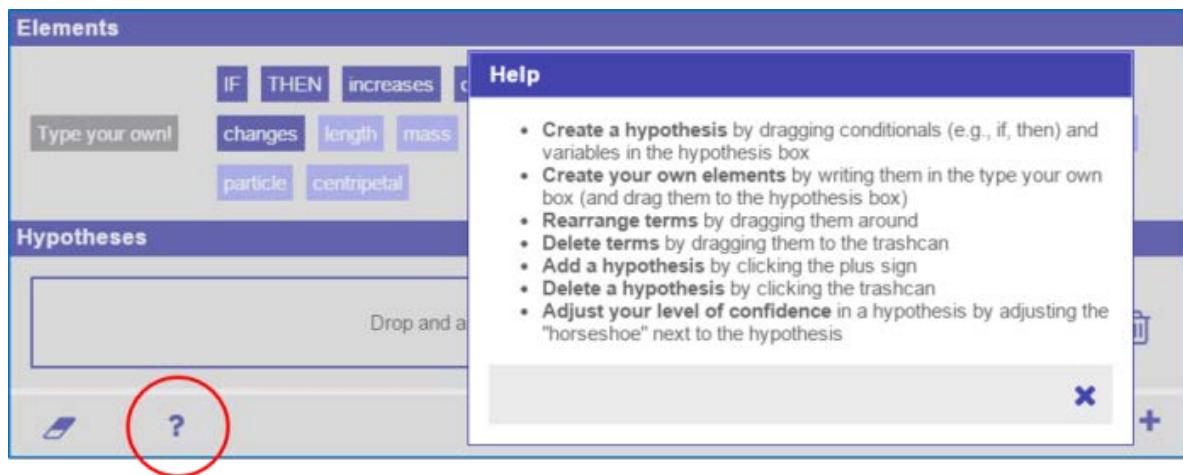 Elements
IF THEN increases
Type your own! changes length mass
particle centripetal
Hypotheses
Drop and a
?
Help
• Create a hypothesis by dragging conditionals (e.g., if, then) and
variables in the hypothesis box
• Create your own elements by writing them in the type your own
box (and drag them to the hypothesis box)
• Rearrange terms by dragging them around
• Delete terms by dragging them to the trashcan
• Add a hypothesis by clicking the plus sign
• Delete a hypothesis by clicking the trashcan
• Adjust your level of confidence in a hypothesis by adjusting the
"horseshoe" next to the hypothesis